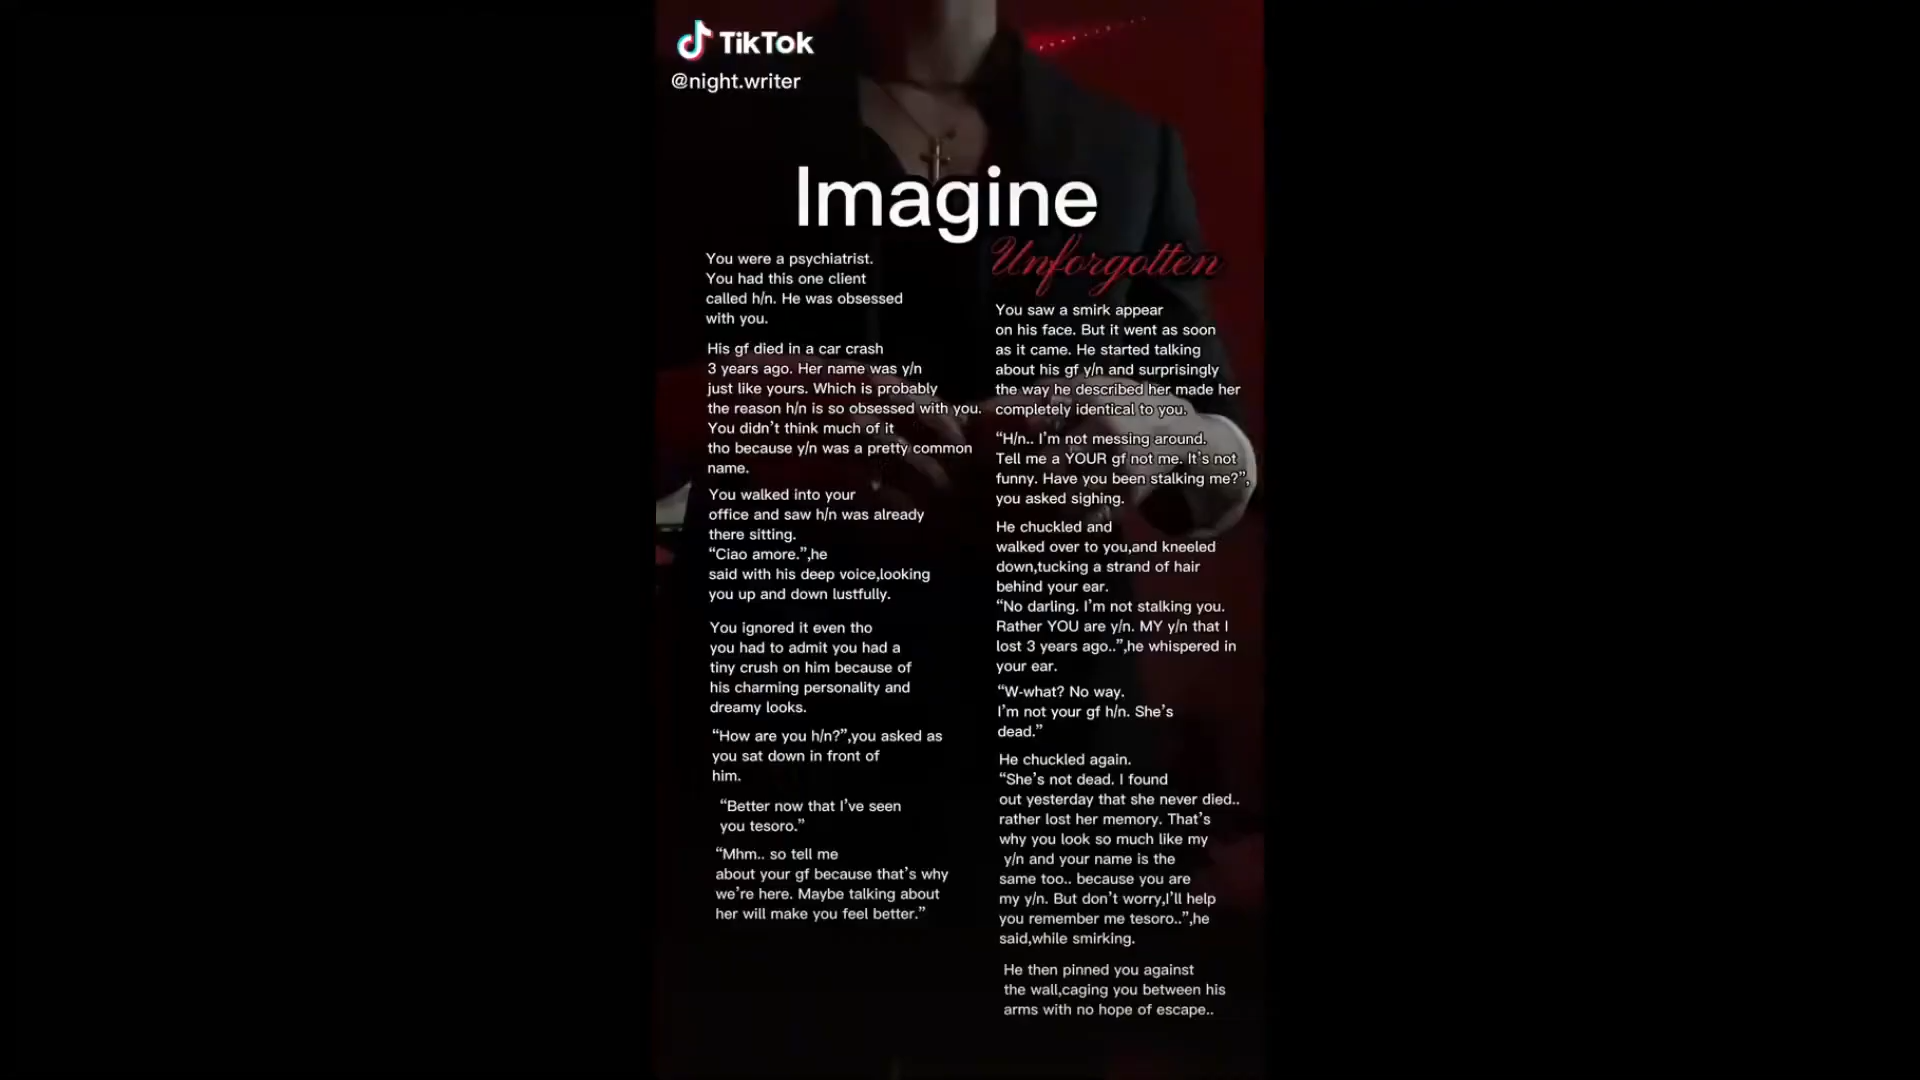 TikTok
@night.writer
Imagine
Unforgotten
You were a psychiatrist.
You had this one client
called h/n. He was obsessed
with you.
His gf died in a car crash
3 years ago. Her name was y/n
just like yours. Which is probably
the reason h/n is so obsessed with you.
You didn't think much of it
tho because y/n was a pretty common
name.
You walked into your
office and saw h/n was already
there sitting.
“Ciao amore.”,he
said with his deep voice,looking
you up and down lustfully.
You ignored it even tho
you had to admit you had a
tiny crush on him because of
his charming personality and
dreamy looks.
“How are you h/n?”,you asked as
you sat down in front of
him.
“Better now that I've seen
you tesoro.”
“Mhm.. so tell me
about your gf because that's why
we're here. Maybe talking about
her will make you feel better.”
You saw a smirk appear
on his face. But it went as soon
as it came. He started talking
about his gf y/n and surprisingly
the way he described her made her
completely identical to you.
“H/n.. I'm not messing around.
Tell me a YOUR gf not me. It's not
funny. Have you been stalking me?”,
you asked sighing.
He chuckled and
walked over to you,and kneeled
down,tucking a strand of hair
behind your ear.
“No darling. I'm not stalking you.
Rather YOU are y/n. MY y/n that I
lost 3 years ago..”,he whispered in
your ear.
“W-what? No way.
I'm not your gf h/n. She's
dead.”
He chuckled again.
“She's not dead. I found
out yesterday that she never died..
rather lost her memory. That's
why you look so much like my
y/n and your name is the
same too.. because you are
my y/n. But don't worry,I'll help
you remember me tesoro..”,he
said,while smirking.
He then pinned you against
the wall,caging you between his
arms with no hope of escape..